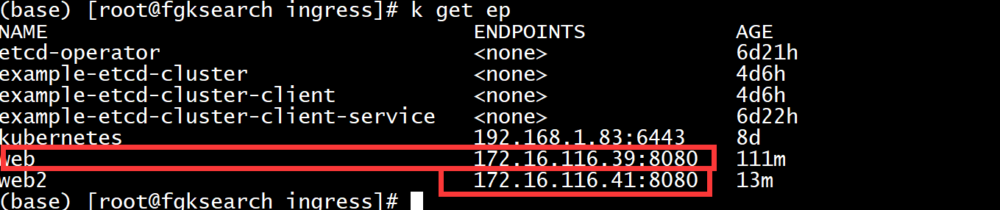 (base) [root@fgksearch ingress]# k get ep
NAME ENDPOINTS AGE
etcd-operator <none> 6d21h
example-etcd-cluster <none> 4d6h
example-etcd-cluster-client <none> 4d6h
example-etcd-cluster-client-service <none> 6d22h
kubernetes 192.168.1.83:6443 8d
web 172.16.116.39:8080 111m
web2 172.16.116.41:8080 13m
(base) [root@fgksearch ingress]#